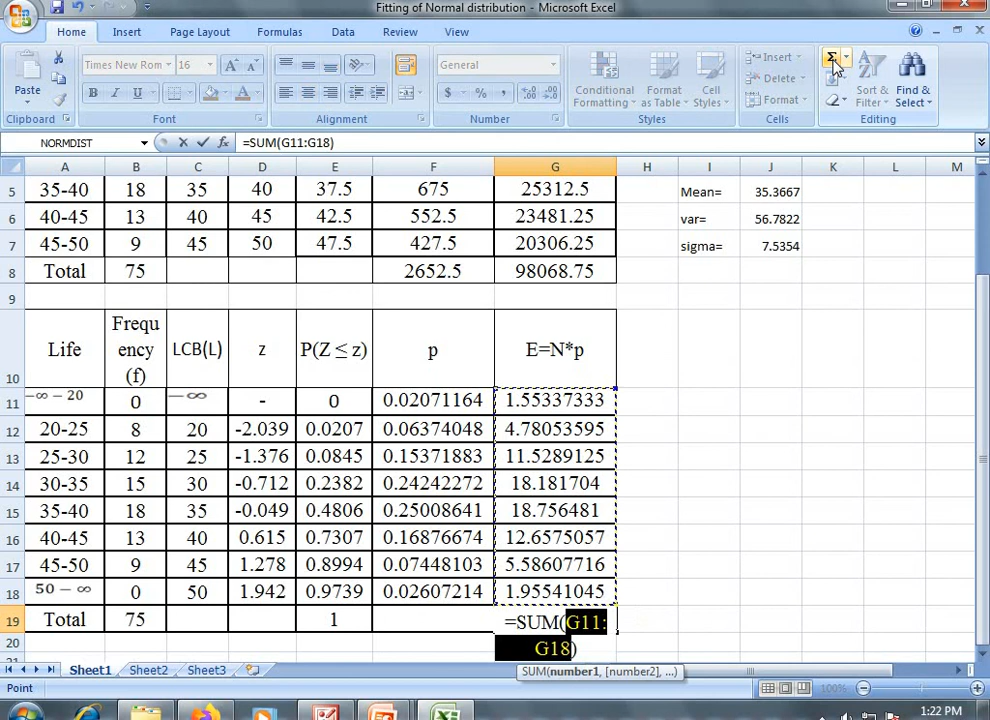 Fitting of Normal distribution - Microsoft Excel
Home Insert Page Layout Formulas Data Review View
Paste
Times New Rom 16
B I U A
General
$ % ,
Conditional Formatting
Format as Table
Cell Styles
Insert
Delete
Format
Σ
Sort & Filter
Find & Select
Clipboard Font Alignment Number Styles Cells Editing
NORMDIST =SUM(G11:G18)
A B C D E F G H I J K L M
5 35-40 18 35 40 37.5 675 25312.5 Mean= 35.3667
6 40-45 13 40 45 42.5 552.5 23481.25 var= 56.7822
7 45-50 9 45 50 47.5 427.5 20306.25 sigma= 7.5354
8 Total 75 2652.5 98068.75
9
10 Life Frequ ency (f) LCB(L) z P(Z ≤ z) p E=N*p
11 −∞ − 20 0 −∞ - 0 0.02071164 1.55337333
12 20-25 8 20 -2.039 0.0207 0.06374048 4.78053595
13 25-30 12 25 -1.376 0.0845 0.15371883 11.5289125
14 30-35 15 30 -0.712 0.2382 0.24242272 18.181704
15 35-40 18 35 -0.049 0.4806 0.25008641 18.756481
16 40-45 13 40 0.615 0.7307 0.16876674 12.6575057
17 45-50 9 45 1.278 0.8994 0.07448103 5.58607716
18 50 − ∞ 0 50 1.942 0.9739 0.02607214 1.95541045
19 Total 75 1 =SUM(G11:
20 G18)
21
Sheet1 Sheet2 Sheet3
SUM(number1, [number2], ...)
Point 100%
1:22 PM